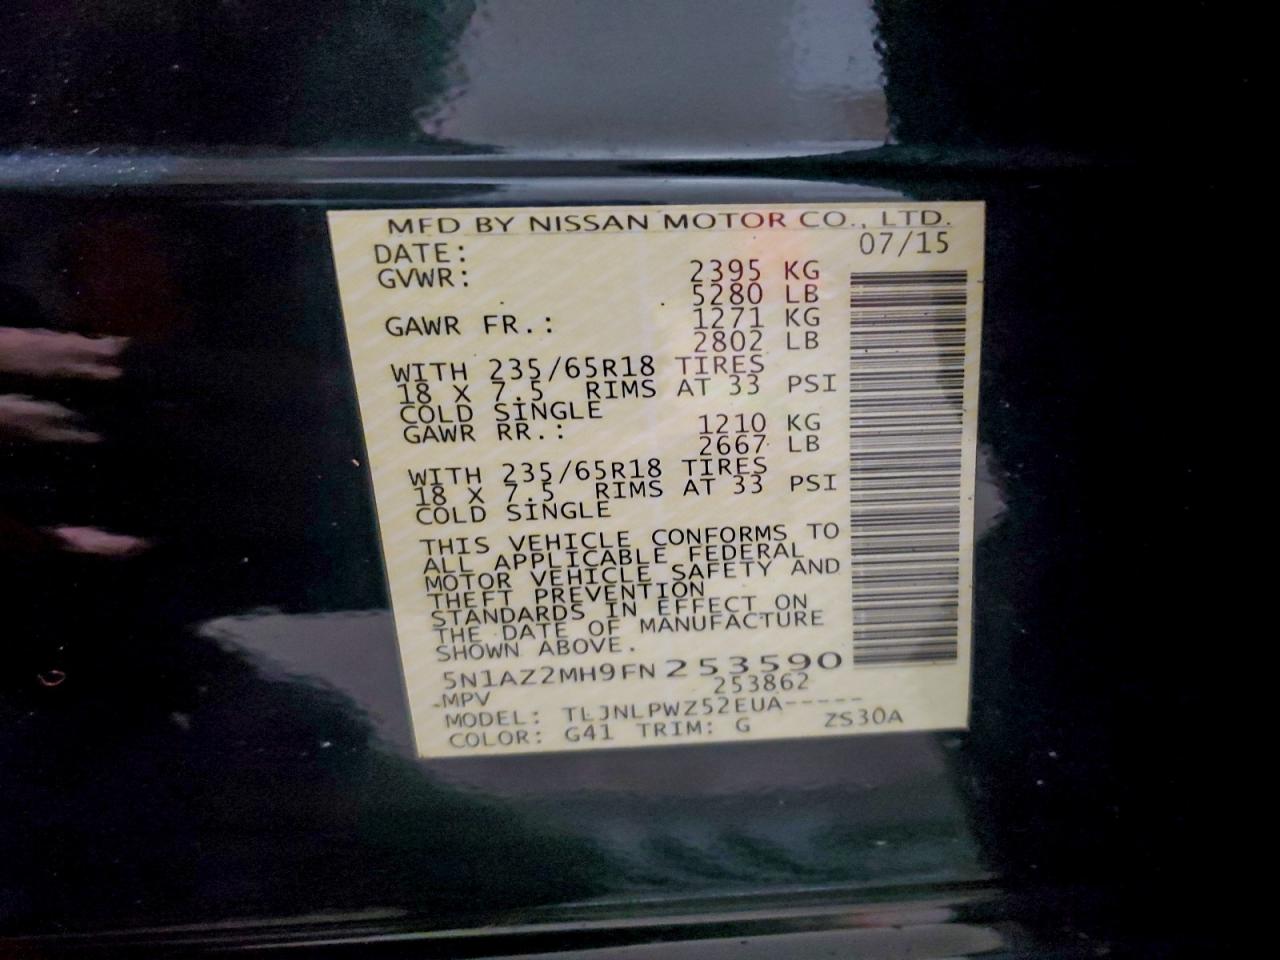 MFD BY NISSAN MOTOR CO., LTD.
DATE: 07/15
GVWR: 2395 KG
5280 LB
GAWR FR.: 1271 KG
2802 LB
WITH 235/65R18 TIRES
18 X 7.5 RIMS AT 33 PSI
COLD SINGLE
GAWR RR.: 1210 KG
2667 LB
WITH 235/65R18 TIRES
18 X 7.5 RIMS AT 33 PSI
COLD SINGLE
THIS VEHICLE CONFORMS TO
ALL APPLICABLE FEDERAL
MOTOR VEHICLE SAFETY AND
THEFT PREVENTION
STANDARDS IN EFFECT ON
THE DATE OF MANUFACTURE
SHOWN ABOVE.
5N1AZ2MH9FN253590
MPV 253862
MODEL: TLJNLPWZ52EUA-----
COLOR: G41 TRIM: G ZS30A